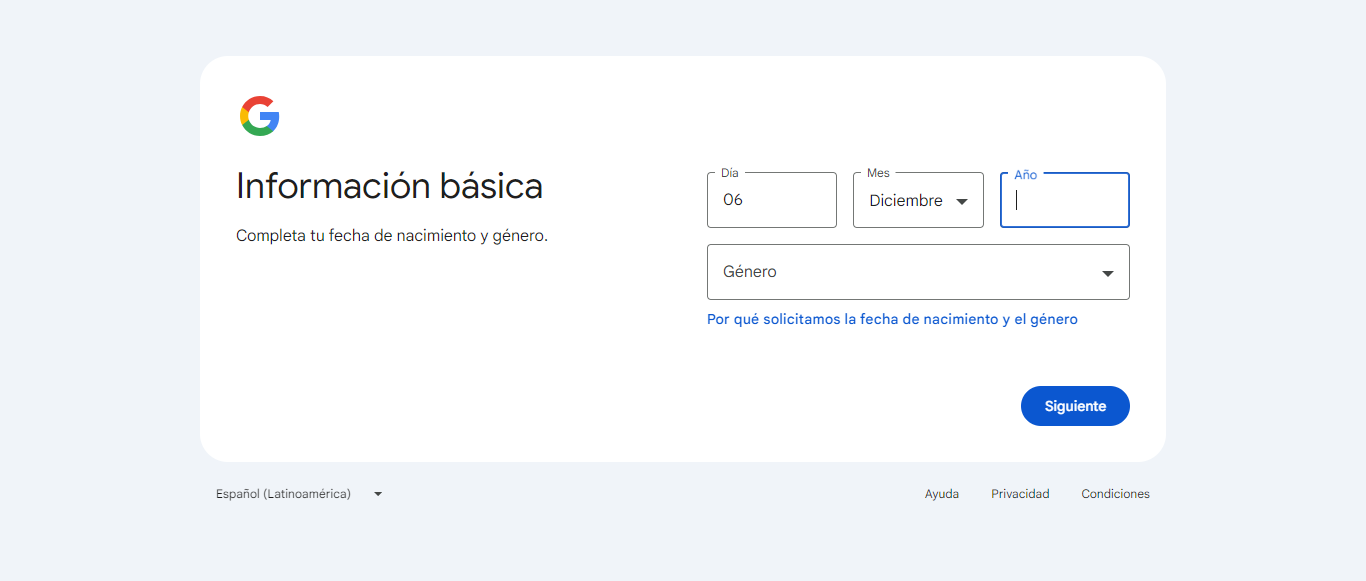 Información básica
Completa tu fecha de nacimiento y género.
Día
06
Mes
Diciembre
Año
Género
Por qué solicitamos la fecha de nacimiento y el género
Siguiente
Español (Latinoamérica)
Ayuda
Privacidad
Condiciones